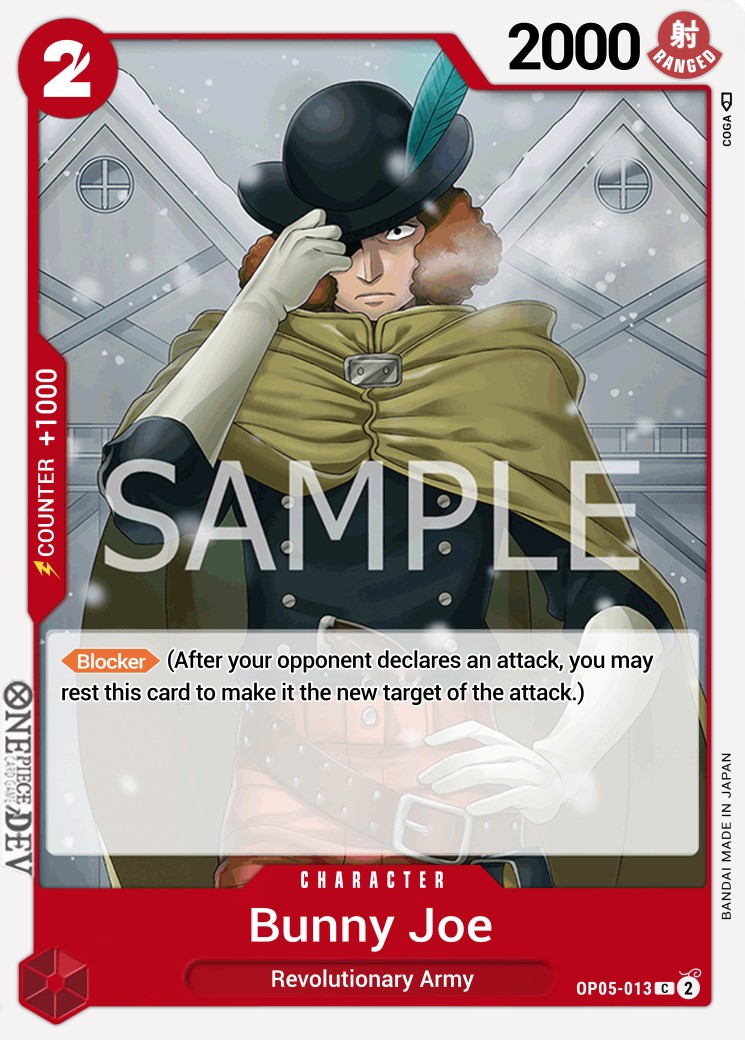 2
2000
射
RANGED
COGA
COUNTER +1000
SAMPLE
Blocker (After your opponent declares an attack, you may
rest this card to make it the new target of the attack.)
ONE PIECE
CARD GAME
DEV
BANDAI MADE IN JAPAN
CHARACTER
Bunny Joe
Revolutionary Army
OP05-013 C 2